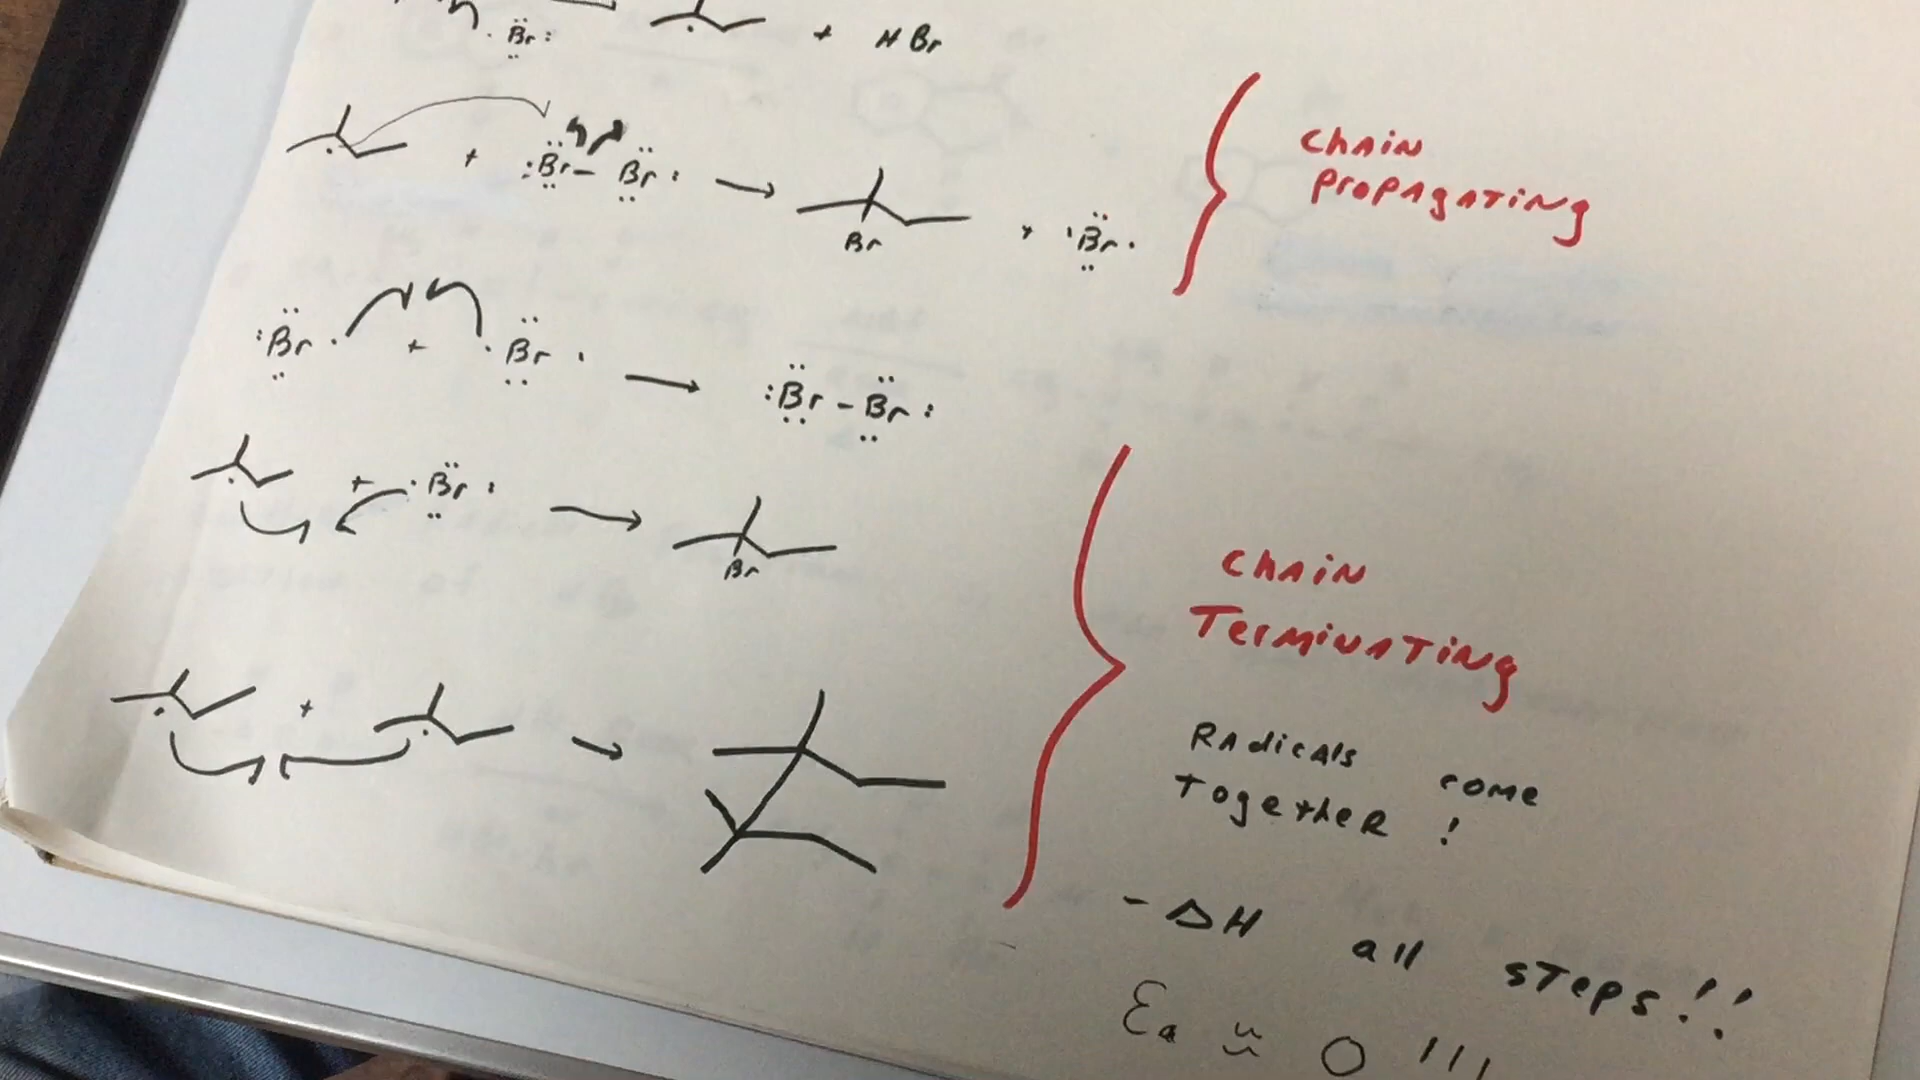 · Br : + HBr
+ :Br – Br: → Br + :Br·
Chain
propagating
:Br· + ·Br: → :Br – Br:
+ ·Br: → Br
Chain
Terminating
+ →
Radicals come
Together !
- ΔH all steps!!
Ea ≈ 0 !!!